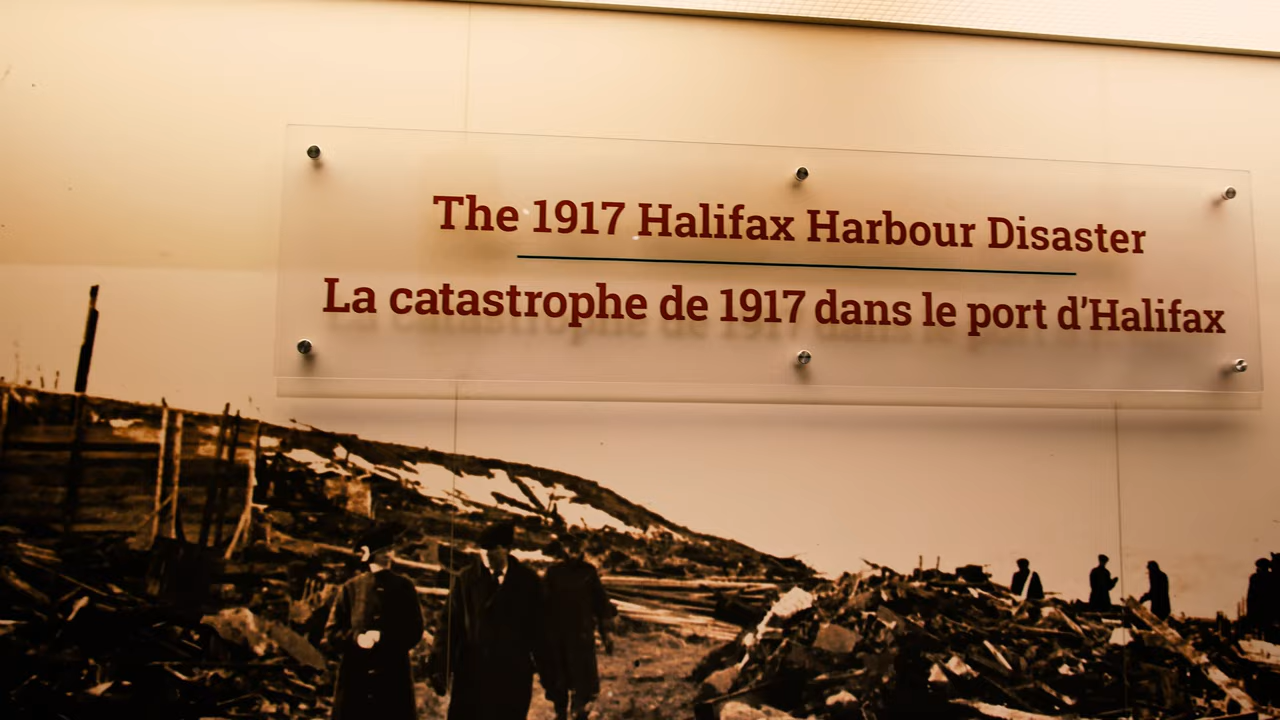 The 1917 Halifax Harbour Disaster
La catastrophe de 1917 dans le port d’Halifax